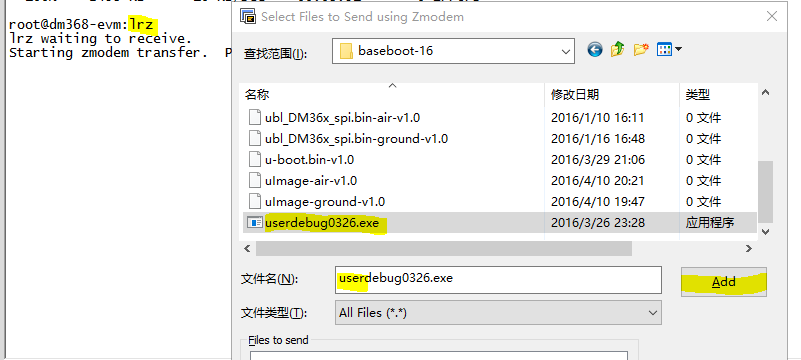 root@dm368-evm:lrz
lrz waiting to receive.
Starting zmodem transfer. P
Select Files to Send using Zmodem
查找范围(I):
baseboot-16
名称
修改日期
类型
ubl_DM36x_spi.bin-air-v1.0
2016/1/10 16:11
0 文件
ubl_DM36x_spi.bin-ground-v1.0
2016/1/16 16:48
0 文件
u-boot.bin-v1.0
2016/3/29 21:06
0 文件
uImage-air-v1.0
2016/4/10 20:21
0 文件
uImage-ground-v1.0
2016/4/10 19:47
0 文件
userdebug0326.exe
2016/3/26 23:28
应用程序
文件名(N):
userdebug0326.exe
Add
文件类型(T):
All Files (*.*)
Files to send